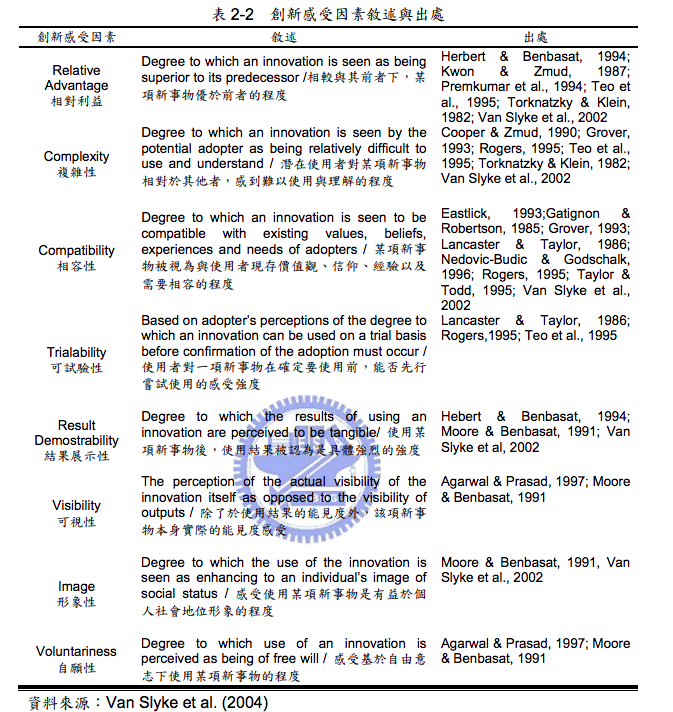 表 2-2 創新感受因素敘述與出處
創新感受因素 敘述 出處
Relative
Advantage
相對利益
Degree to which an innovation is seen as being
superior to its predecessor /相較與其前者下，某
項新事物優於前者的程度
Herbert & Benbasat, 1994;
Kwon & Zmud, 1987;
Premkumar et al., 1994; Teo et
al., 1995; Torknatzky & Klein,
1982; Van Slyke et al., 2002
Complexity
複雜性
Degree to which an innovation is seen by the
potential adopter as being relatively difficult to
use and understand / 潛在使用者對某項新事物
相對於其他者，感到難以使用與理解的程度
Cooper & Zmud, 1990; Grover,
1993; Rogers, 1995; Teo et al.,
1995; Torknatzky & Klein, 1982;
Van Slyke et al., 2002
Compatibility
相容性
Degree to which an innovation is seen to be
compatible with existing values, beliefs,
experiences and needs of adopters / 某項新事
物被視為與使用者現存價值觀、信仰、經驗以及
需要相容的程度
Eastlick, 1993;Gatignon &
Robertson, 1985; Grover, 1993;
Lancaster & Taylor, 1986;
Nedovic-Budic & Godschalk,
1996; Rogers, 1995; Taylor &
Todd, 1995; Van Slyke et al.,
2002
Trialability
可試驗性
Based on adopter's perceptions of the degree to
which an innovation can be used on a trial basis
before confirmation of the adoption must occur /
使用者對一項新事物在確定要使用前，能否先行
嘗試使用的感受強度
Lancaster & Taylor, 1986;
Rogers,1995; Teo et al., 1995
Result
Demostrability
結果展示性
Degree to which the results of using an
innovation are perceived to be tangible/ 使用某
項新事物後，使用結果被認為是具體強烈的強度
Hebert & Benbasat, 1994;
Moore & Benbasat, 1991; Van
Slyke et al, 2002
Visibility
可視性
The perception of the actual visibility of the
innovation itself as opposed to the visibility of
outputs / 除了於使用結果的能見度外，該項新事
物本身實際的能見度感受
Agarwal & Prasad, 1997; Moore
& Benbasat, 1991
Image
形象性
Degree to which the use of the innovation is
seen as enhancing to an individual's image of
social status / 感受使用某項新事物是有益於個
人社會地位形象的程度
Moore & Benbasat, 1991, Van
Slyke et al., 2002
Voluntariness
自願性
Degree to which use of an innovation is
perceived as being of free will / 感受基於自由意
志下使用某項新事物的程度
Agarwal & Prasad, 1997; Moore
& Benbasat, 1991
資料來源：Van Slyke et al. (2004)